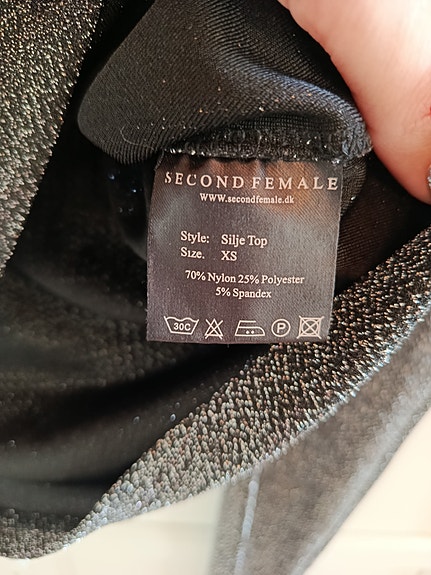 SECOND FEMALE
www.secondfemale.dk
Style: Silje Top
Size. XS
70% Nylon 25% Polyester
5% Spandex
30C P